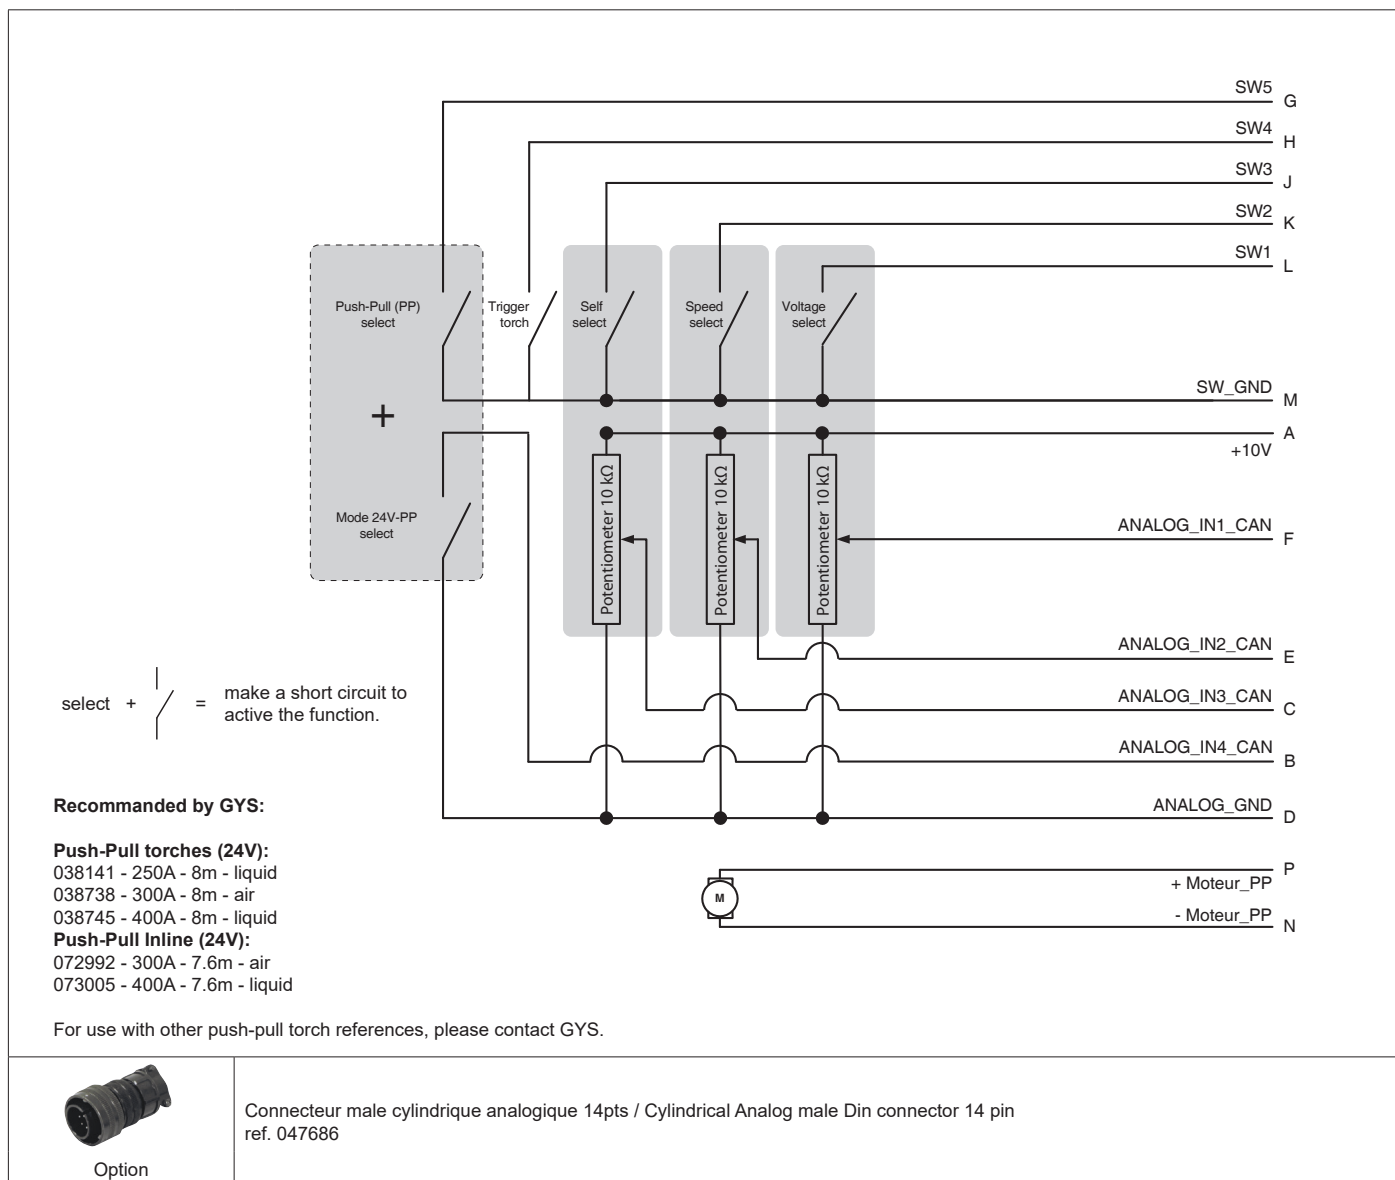 SW5
G
SW4
H
SW3
J
SW2
K
SW1
L
Push-Pull (PP)
select
Trigger
torch
Self
select
Speed
select
Voltage
select
SW_GND
M
+
A
+10V
Mode 24V-PP
select
Potentiometer 10 kΩ
Potentiometer 10 kΩ
Potentiometer 10 kΩ
ANALOG_IN1_CAN
F
ANALOG_IN2_CAN
E
select + = make a short circuit to
active the function.
ANALOG_IN3_CAN
C
ANALOG_IN4_CAN
B
ANALOG_GND
D
Recommanded by GYS:
Push-Pull torches (24V):
038141 - 250A - 8m - liquid
038738 - 300A - 8m - air
038745 - 400A - 8m - liquid
Push-Pull Inline (24V):
072992 - 300A - 7.6m - air
073005 - 400A - 7.6m - liquid
P
+ Moteur_PP
M
- Moteur_PP
N
For use with other push-pull torch references, please contact GYS.
Option
Connecteur male cylindrique analogique 14pts / Cylindrical Analog male Din connector 14 pin
ref. 047686